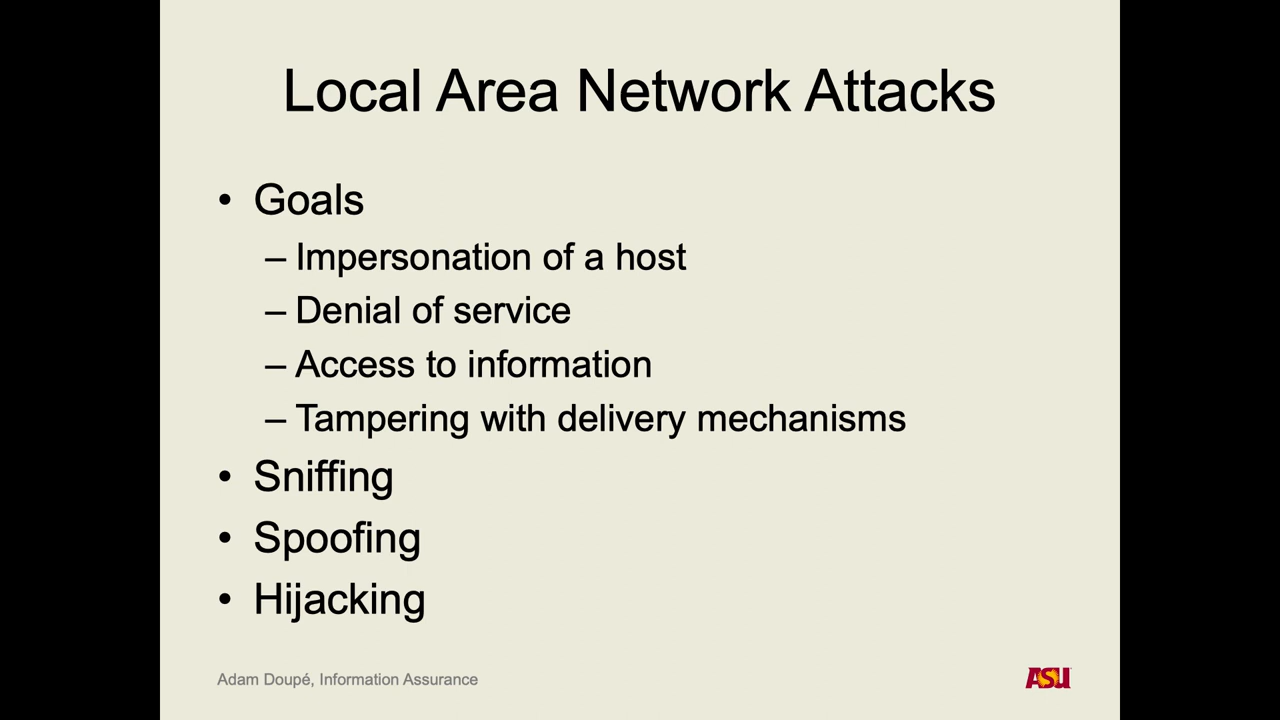 Local Area Network Attacks
• Goals
– Impersonation of a host
– Denial of service
– Access to information
– Tampering with delivery mechanisms
• Sniffing
• Spoofing
• Hijacking
Adam Doupé, Information Assurance
ASU